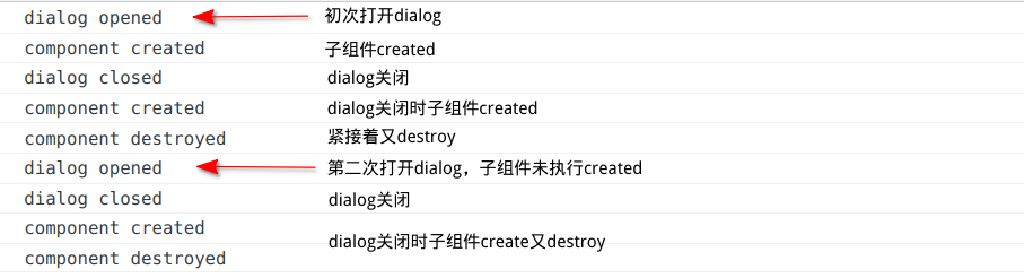 dialog opened 初次打开dialog
component created 子组件created
dialog closed dialog关闭
component created dialog关闭时子组件created
component destroyed 紧接着又destroy
dialog opened 第二次打开dialog，子组件未执行created
dialog closed dialog关闭
component created
dialog关闭时子组件create又destroy
component destroyed